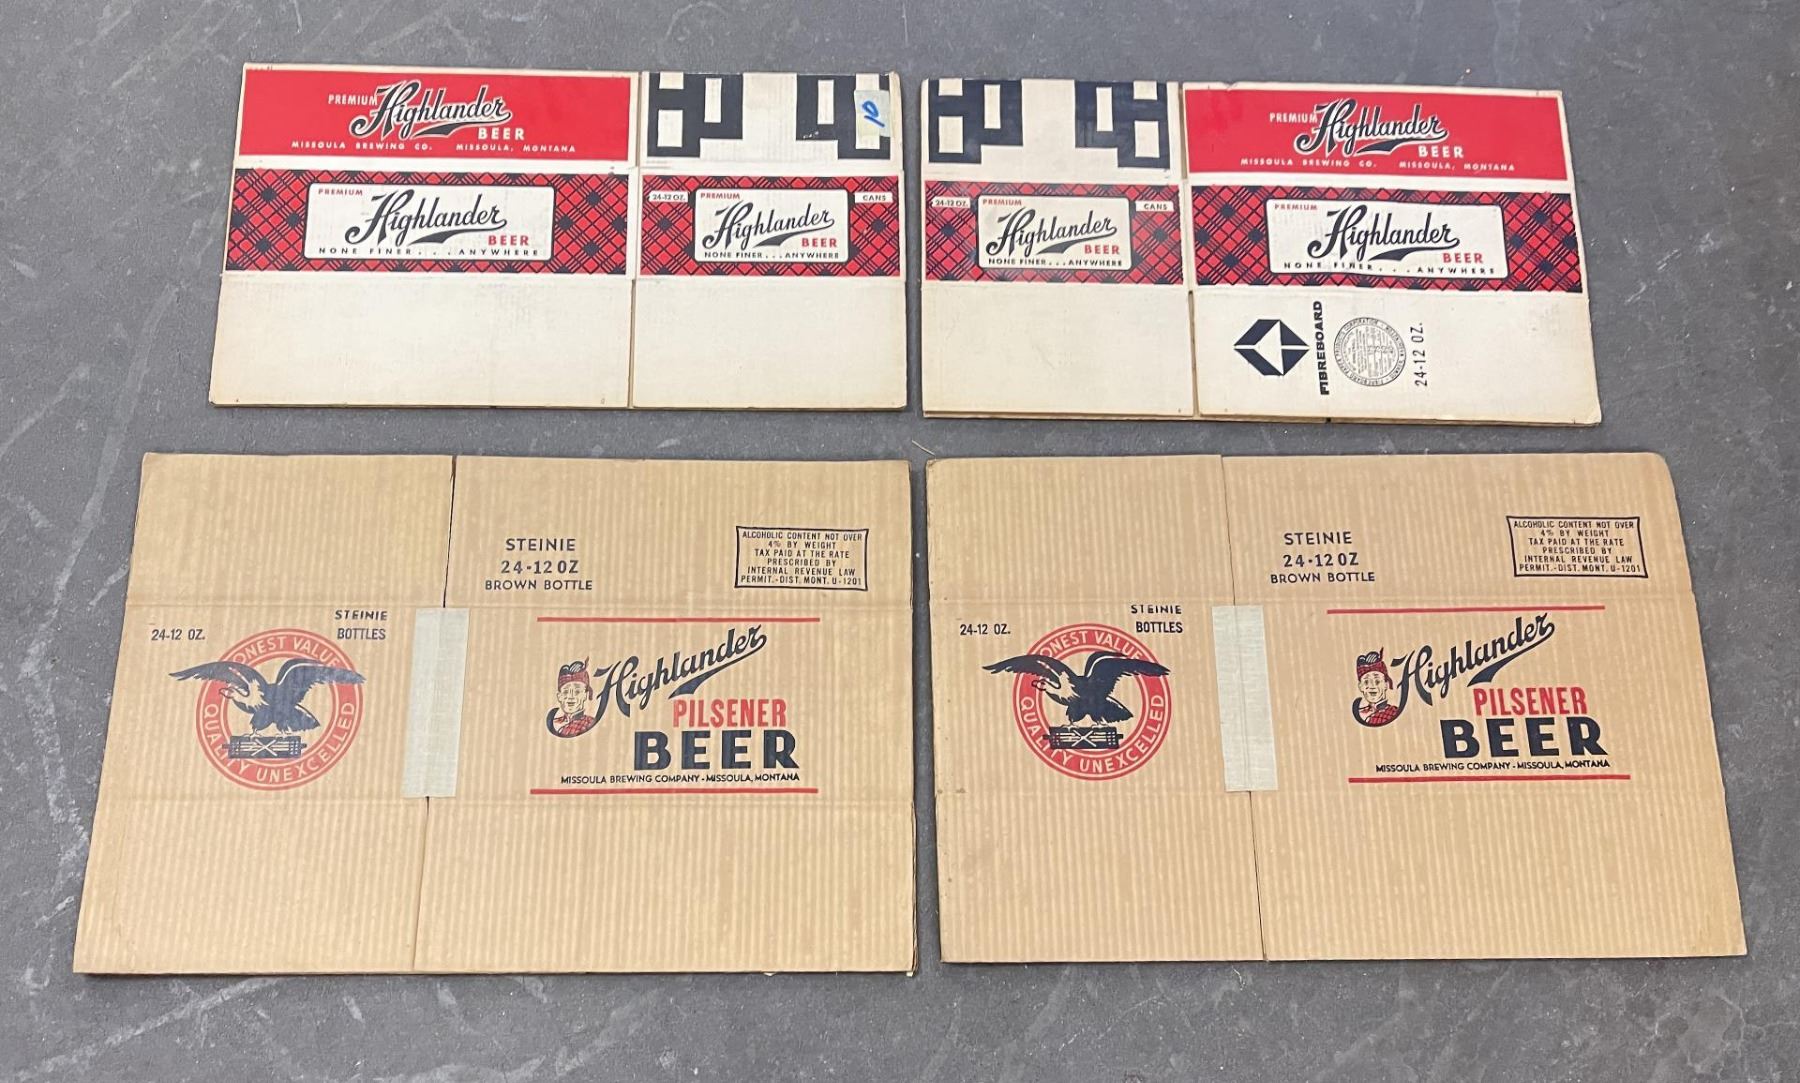 PREMIUM
Highlander
BEER
MISSOULA BREWING CO. MISSOULA, MONTANA
PREMIUM
Highlander
BEER
NONE FINER...ANYWHERE
10
24-12 OZ.
PREMIUM
CANS
Highlander
BEER
NONE FINER...ANYWHERE
24-12 OZ.
PREMIUM
CANS
Highlander
BEER
NONE FINER...ANYWHERE
PREMIUM
Highlander
BEER
MISSOULA BREWING CO. MISSOULA, MONTANA
PREMIUM
Highlander
BEER
NONE FINER...ANYWHERE
FIBREBOARD
24-12 OZ.
STEINIE
24-12 OZ
BROWN BOTTLE
ALCOHOLIC CONTENT NOT OVER
4% BY WEIGHT
TAX PAID AT THE RATE
PRESCRIBED BY
INTERNAL REVENUE LAW
PERMIT.-DIST. MONT. U-1201
24-12 OZ.
STEINIE
BOTTLES
HONEST VALUE
QUALITY UNEXCELLED
Highlander
PILSENER
BEER
MISSOULA BREWING COMPANY - MISSOULA, MONTANA
STEINIE
24-12 OZ
BROWN BOTTLE
ALCOHOLIC CONTENT NOT OVER
4% BY WEIGHT
TAX PAID AT THE RATE
PRESCRIBED BY
INTERNAL REVENUE LAW
PERMIT.-DIST. MONT. U-1201
24-12 OZ.
STEINIE
BOTTLES
HONEST VALUE
QUALITY UNEXCELLED
Highlander
PILSENER
BEER
MISSOULA BREWING COMPANY - MISSOULA, MONTANA